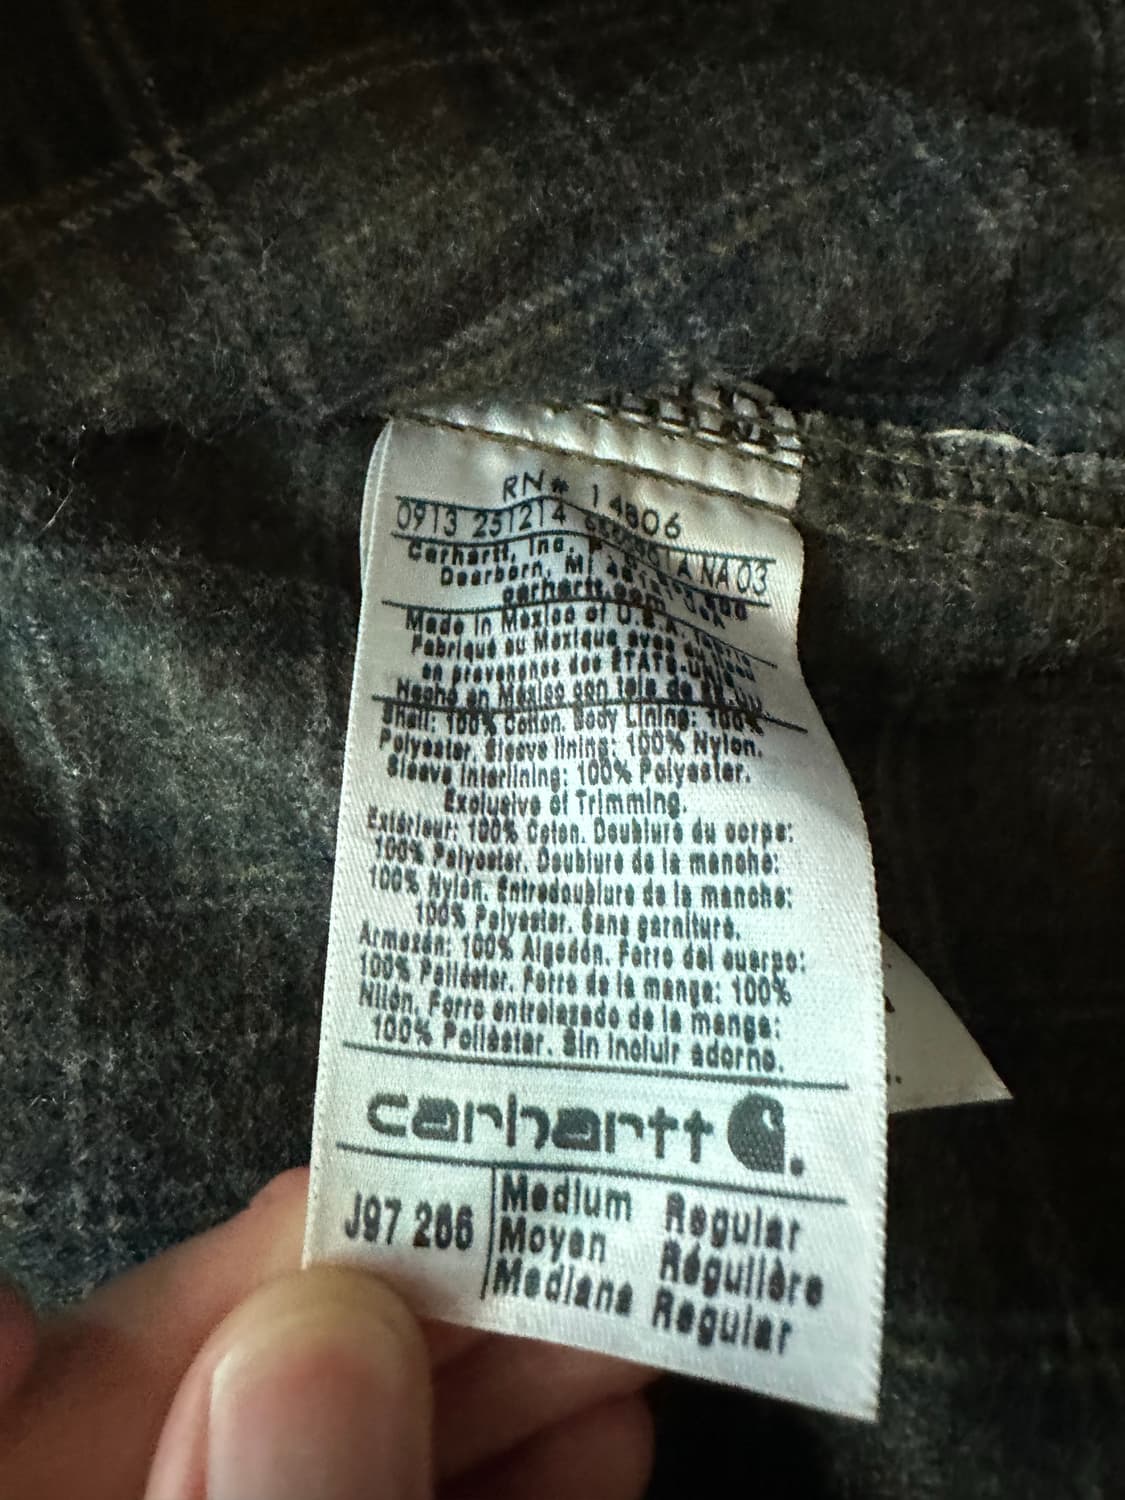 RN# 14806
0913 251214 NA 03
Carhartt, Inc.
Dearborn, MI
carhartt.com
Made in Mexico of U.S.A.
Fabriqué au Mexique avec
en provenance des ÉTATS-UNIS
Hecho en México con tela de EE.UU.
Shell: 100% Cotton. Body Lining: 100%
Polyester. Sleeve lining: 100% Nylon.
Sleeve Interlining: 100% Polyester.
Exclusive of Trimming.
Extérieur: 100% Coton. Doublure du corps:
100% Polyester. Doublure de la manche:
100% Nylon. Entredoublure de la manche:
100% Polyester. Sans garniture.
Armazón: 100% Algodón. Forro del cuerpo:
100% Poliéster. Forro de la manga: 100%
Nilón. Forro entrelazado de la manga:
100% Poliéster. Sin incluir adorno.
carhartt
J97 286
Medium Regular
Moyen Régulière
Mediana Regular